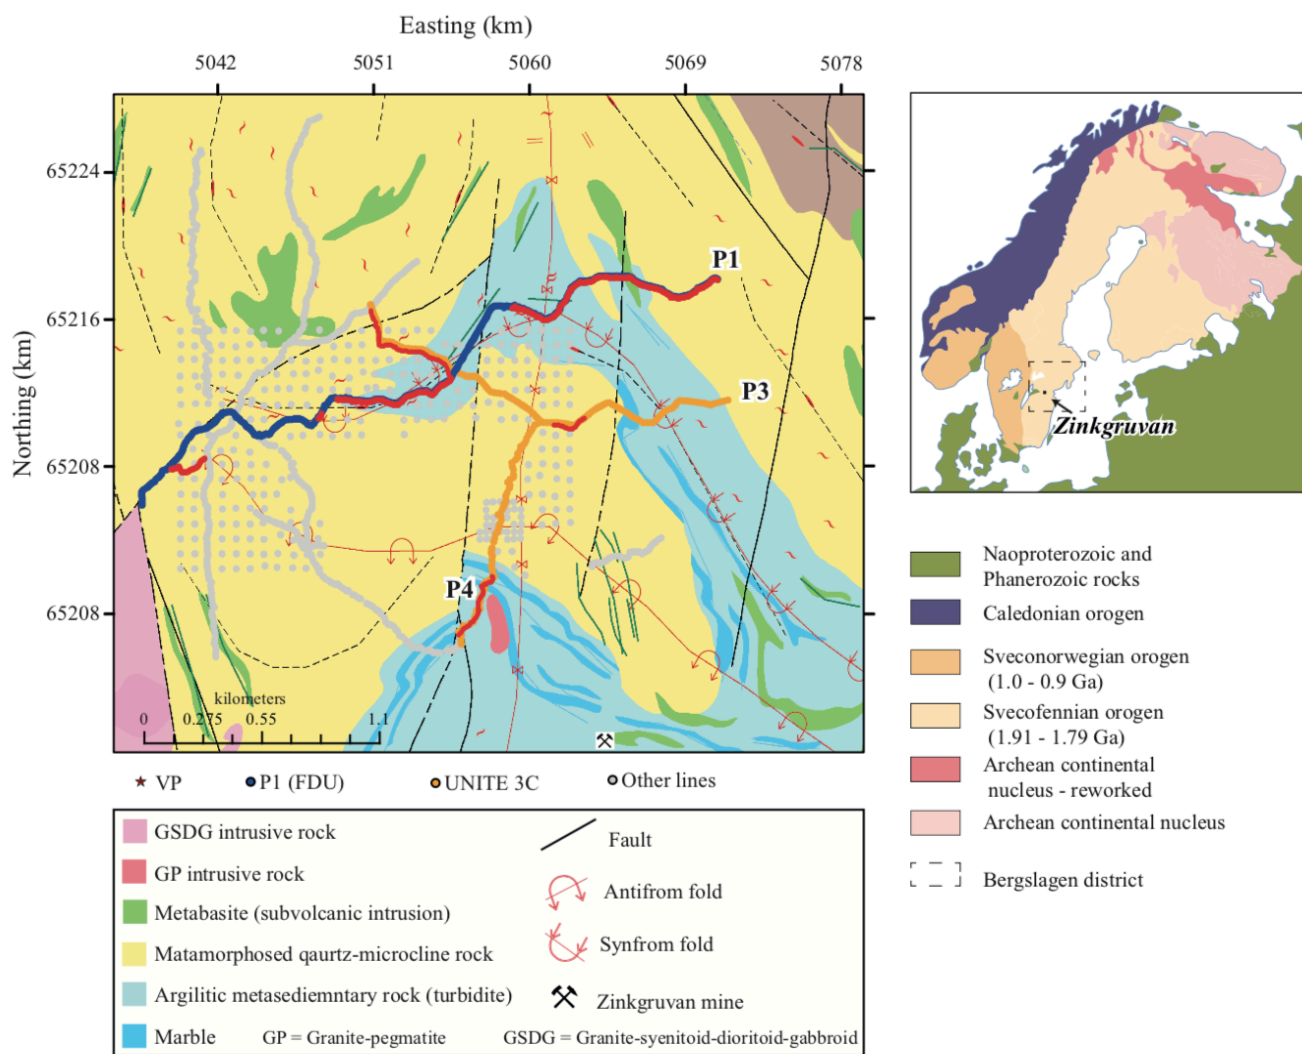 Easting (km)
5042 5051 5060 5069 5078
Northing (km)
65224
65216
65208
65208
P1
P3
P4
kilometers
0 0.275 0.55 1.1
VP P1 (FDU) UNITE 3C Other lines
GSDG intrusive rock
GP intrusive rock
Metabasite (subvolcanic intrusion)
Matamorphosed qaurtz-microcline rock
Argilitic metasediemntary rock (turbidite)
Marble GP = Granite-pegmatite GSDG = Granite-syenitoid-dioritoid-gabbroid
Fault
Antifrom fold
Synfrom fold
Zinkgruvan mine
Zinkgruvan
Naoproterozoic and
Phanerozoic rocks
Caledonian orogen
Sveconorwegian orogen
(1.0 - 0.9 Ga)
Svecofennian orogen
(1.91 - 1.79 Ga)
Archean continental
nucleus - reworked
Archean continental nucleus
Bergslagen district